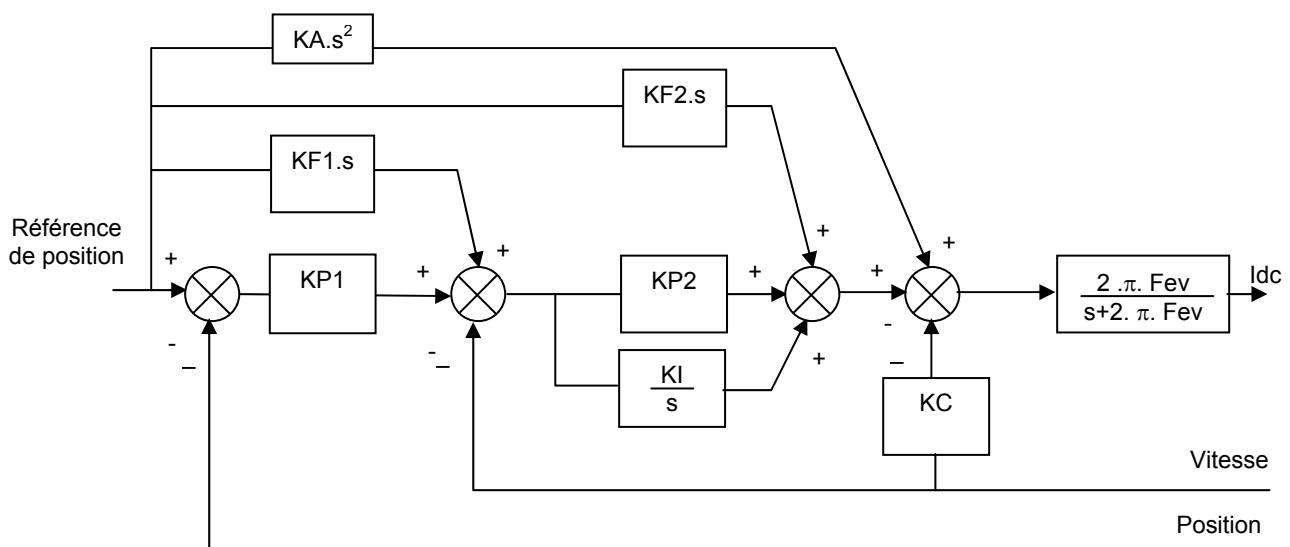 KA.s²
KF2.s
KF1.s
Référence
de position
+
+
+
+
KP1
+
KP2
+
+
2 .π. Fev
s+2. π. Fev
Idc
-
_
-
_
-
_
+
KI
s
KC
Vitesse
Position